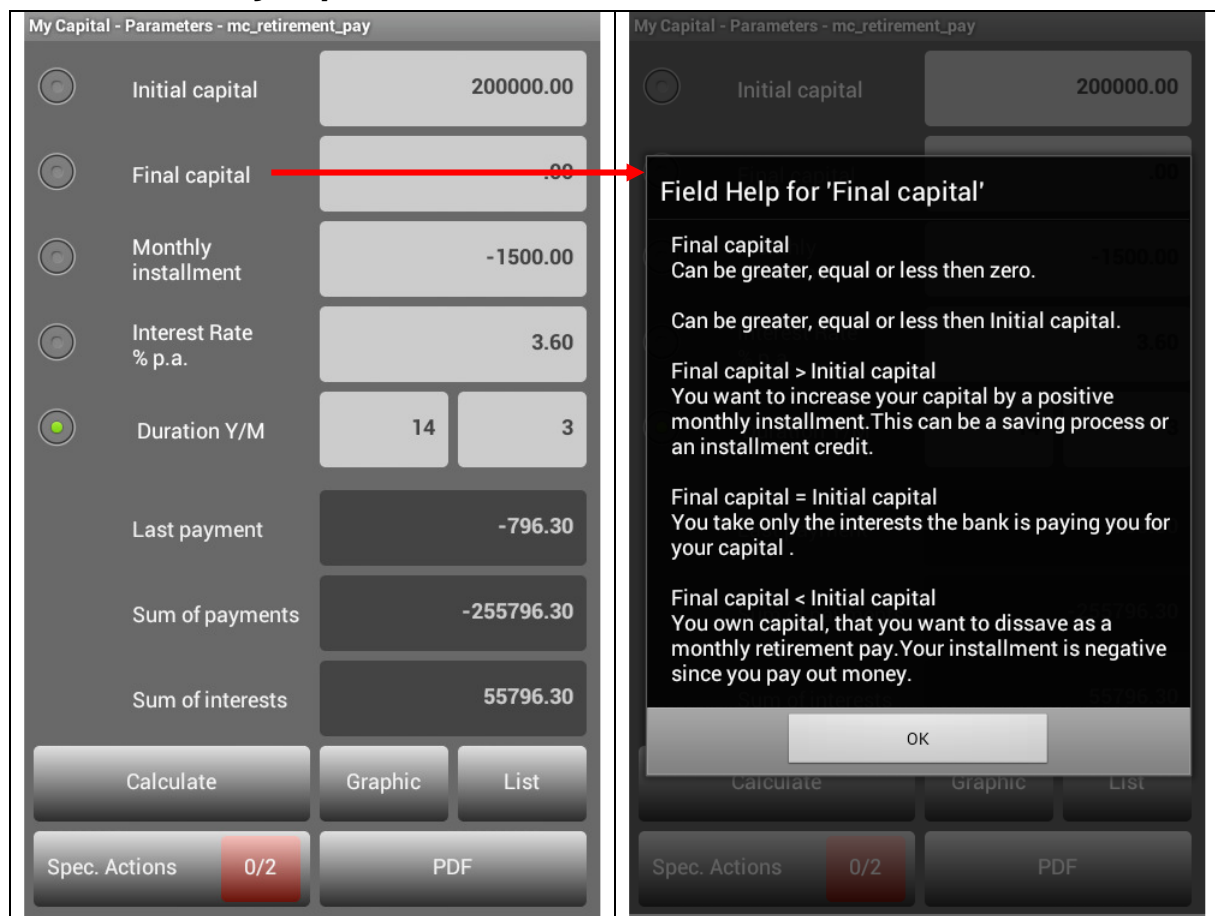 My Capital - Parameters - mc_retirement_pay
Initial capital 200000.00
Final capital .00
Monthly
installment -1500.00
Interest Rate
% p.a. 3.60
Duration Y/M 14 3
Last payment -796.30
Sum of payments -255796.30
Sum of interests 55796.30
Calculate Graphic List
Spec. Actions 0/2 PDF
My Capital - Parameters - mc_retirement_pay
Initial capital 200000.00
.00
Field Help for 'Final capital'
Final capital
Can be greater, equal or less then zero.
Can be greater, equal or less then Initial capital.
Final capital > Initial capital
You want to increase your capital by a positive
monthly installment.This can be a saving process or
an installment credit.
Final capital = Initial capital
You take only the interests the bank is paying you for
your capital .
Final capital < Initial capital
You own capital, that you want to dissave as a
monthly retirement pay.Your installment is negative
since you pay out money.
OK
Calculate Graphic List
Spec. Actions 0/2 PDF